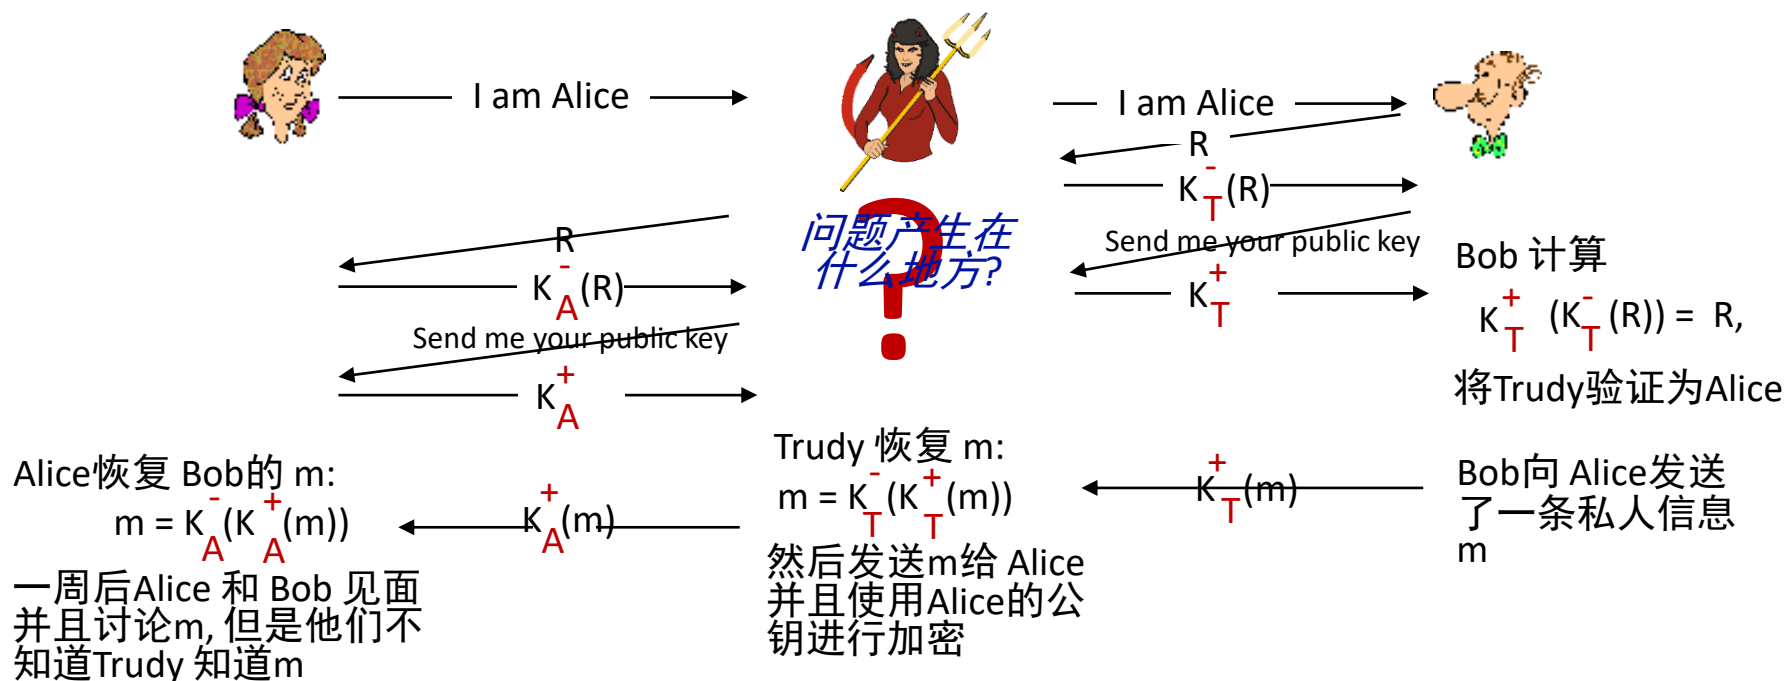 I am Alice
I am Alice
R
K-T(R)
问题产生在
什么地方?
R
Send me your public key
Bob 计算
K-A(R)
K+T
K+T (K-T(R)) = R,
Send me your public key
将Trudy验证为Alice
K+A
Trudy 恢复 m:
Alice恢复 Bob的 m:
m = K-T(K+T(m))
K+T(m)
Bob向 Alice发送
了一条私人信息
m
m = K-A(K+A(m))
K+A(m)
然后发送m给 Alice
并且使用Alice的公
钥进行加密
一周后Alice 和 Bob 见面
并且讨论m, 但是他们不
知道Trudy 知道m